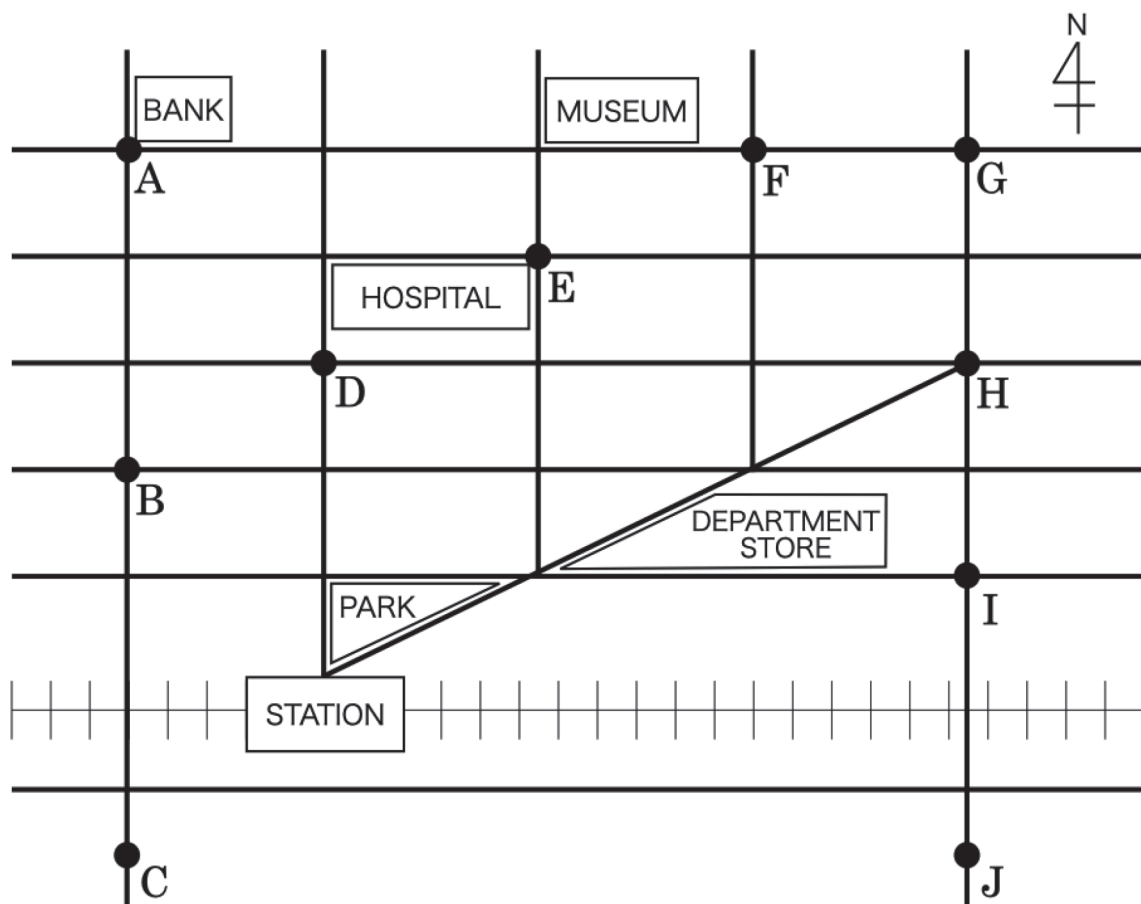 N
BANK
MUSEUM
A
F
G
HOSPITAL
E
D
H
B
DEPARTMENT
STORE
PARK
I
STATION
C
J